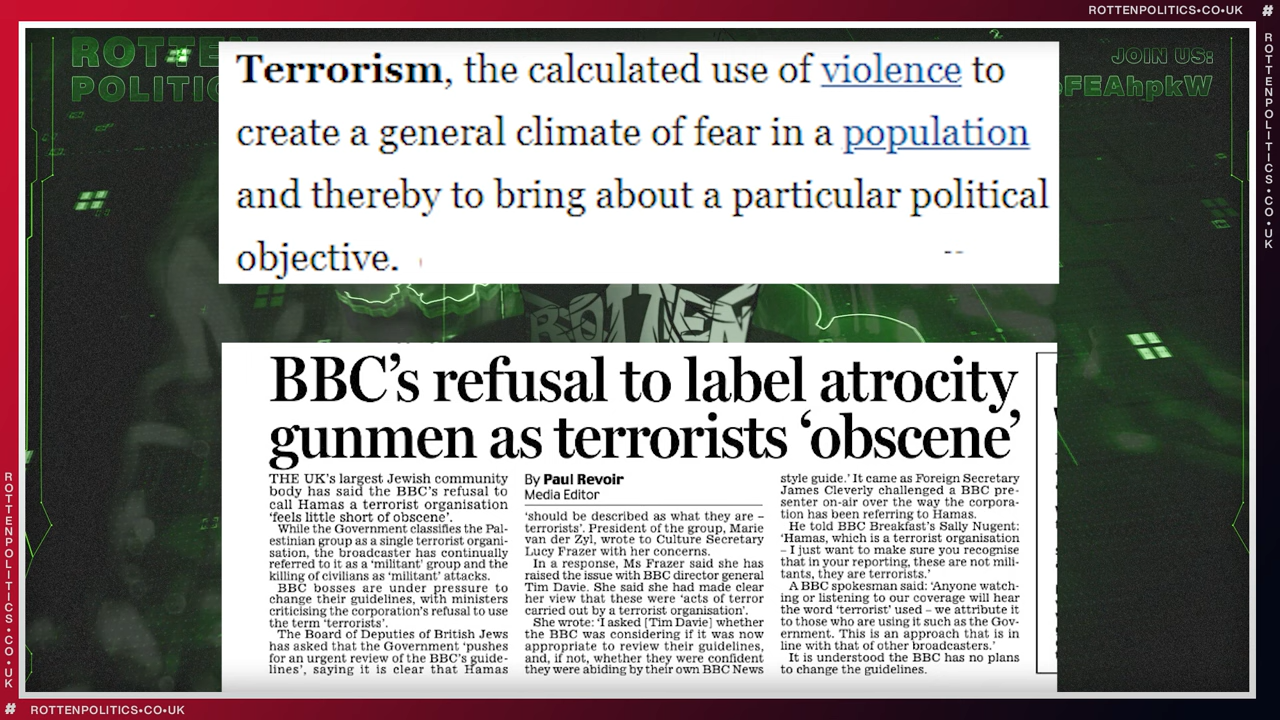 ROTTENPOLITICS•CO•UK #
ROTTEN
POLITIC
JOIN US:
FEAhpkW
Terrorism, the calculated use of violence to
create a general climate of fear in a population
and thereby to bring about a particular political
objective.
ROTTEN
BBC's refusal to label atrocity
gunmen as terrorists 'obscene'
THE UK's largest Jewish community
body has said the BBC's refusal to
call Hamas a terrorist organisation
'feels little short of obscene'.
While the Government classifies the Pal-
estinian group as a single terrorist organi-
sation, the broadcaster has continually
referred to it as a 'militant' group and the
killing of civilians as 'militant' attacks.
BBC bosses are under pressure to
change their guidelines, with ministers
criticising the corporation's refusal to use
the term 'terrorists'.
The Board of Deputies of British Jews
has asked that the Government 'pushes
for an urgent review of the BBC's guide-
lines', saying it is clear that Hamas
By Paul Revoir
Media Editor
'should be described as what they are –
terrorists'. President of the group, Marie
van der Zyl, wrote to Culture Secretary
Lucy Frazer with her concerns.
In a response, Ms Frazer said she has
raised the issue with BBC director general
Tim Davie. She said she had made clear
her view that these were 'acts of terror
carried out by a terrorist organisation'.
She wrote: 'I asked [Tim Davie] whether
the BBC was considering if it was now
appropriate to review their guidelines,
and, if not, whether they were confident
they were abiding by their own BBC News
style guide.' It came as Foreign Secretary
James Cleverly challenged a BBC pre-
senter on-air over the way the corpora-
tion has been referring to Hamas.
He told BBC Breakfast's Sally Nugent:
'Hamas, which is a terrorist organisation
– I just want to make sure you recognise
that in your reporting, these are not mili-
tants, they are terrorists.'
A BBC spokesman said: 'Anyone watch-
ing or listening to our coverage will hear
the word 'terrorist' used – we attribute it
to those who are using it such as the Gov-
ernment. This is an approach that is in
line with that of other broadcasters.'
It is understood the BBC has no plans
to change the guidelines.
ROTTENPOLITICS•CO•UK
ROTTENPOLITICS•CO•UK
# ROTTENPOLITICS•CO•UK